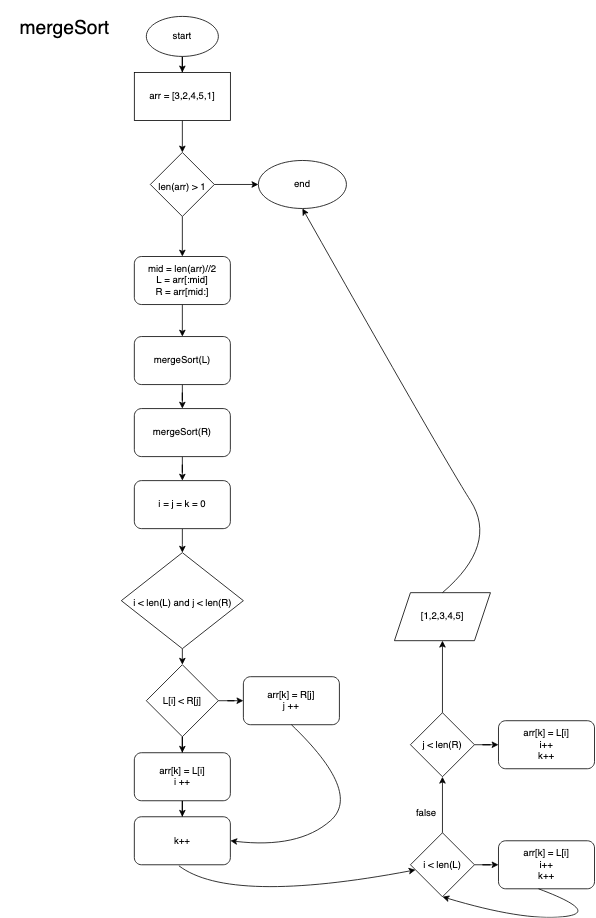 mergeSort
start
arr = [3,2,4,5,1]
len(arr) > 1
end
mid = len(arr)//2
L = arr[:mid]
R = arr[mid:]
mergeSort(L)
mergeSort(R)
i = j = k = 0
i < len(L) and j < len(R)
L[i] < R[j]
arr[k] = R[j]
j ++
arr[k] = L[i]
i ++
k++
[1,2,3,4,5]
j < len(R)
arr[k] = L[i]
i++
k++
false
i < len(L)
arr[k] = L[i]
i++
k++